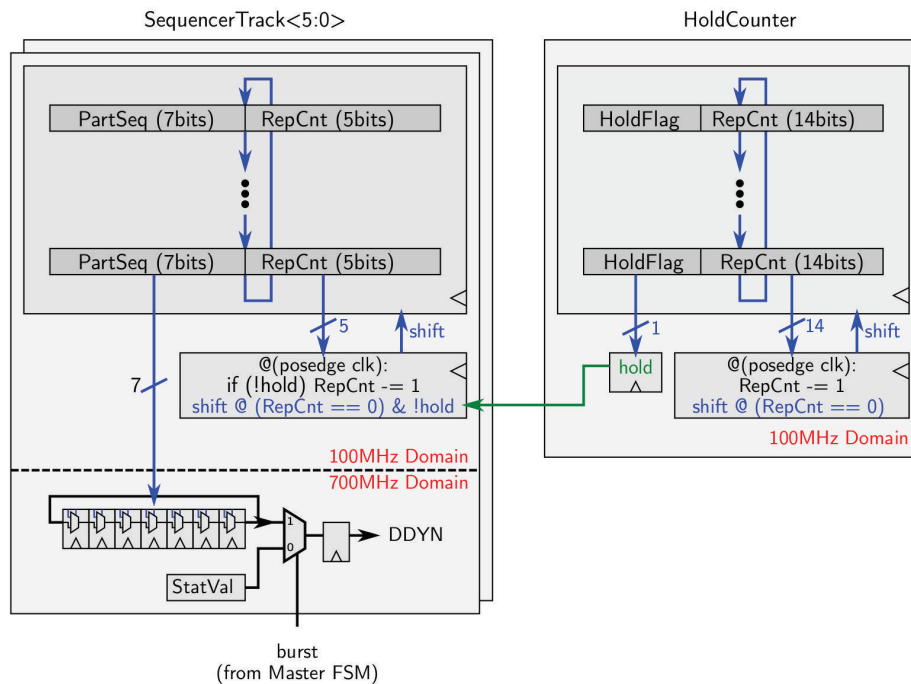 SequencerTrack<5:0>
PartSeq (7bits) RepCnt (5bits)
PartSeq (7bits) RepCnt (5bits)
5
shift
7
@(posedge clk):
if (!hold) RepCnt -= 1
shift @ (RepCnt == 0) & !hold
100MHz Domain
700MHz Domain
1
0
DDYN
StatVal
burst
(from Master FSM)
HoldCounter
HoldFlag RepCnt (14bits)
HoldFlag RepCnt (14bits)
1
14
shift
hold
@(posedge clk):
RepCnt -= 1
shift @ (RepCnt == 0)
100MHz Domain